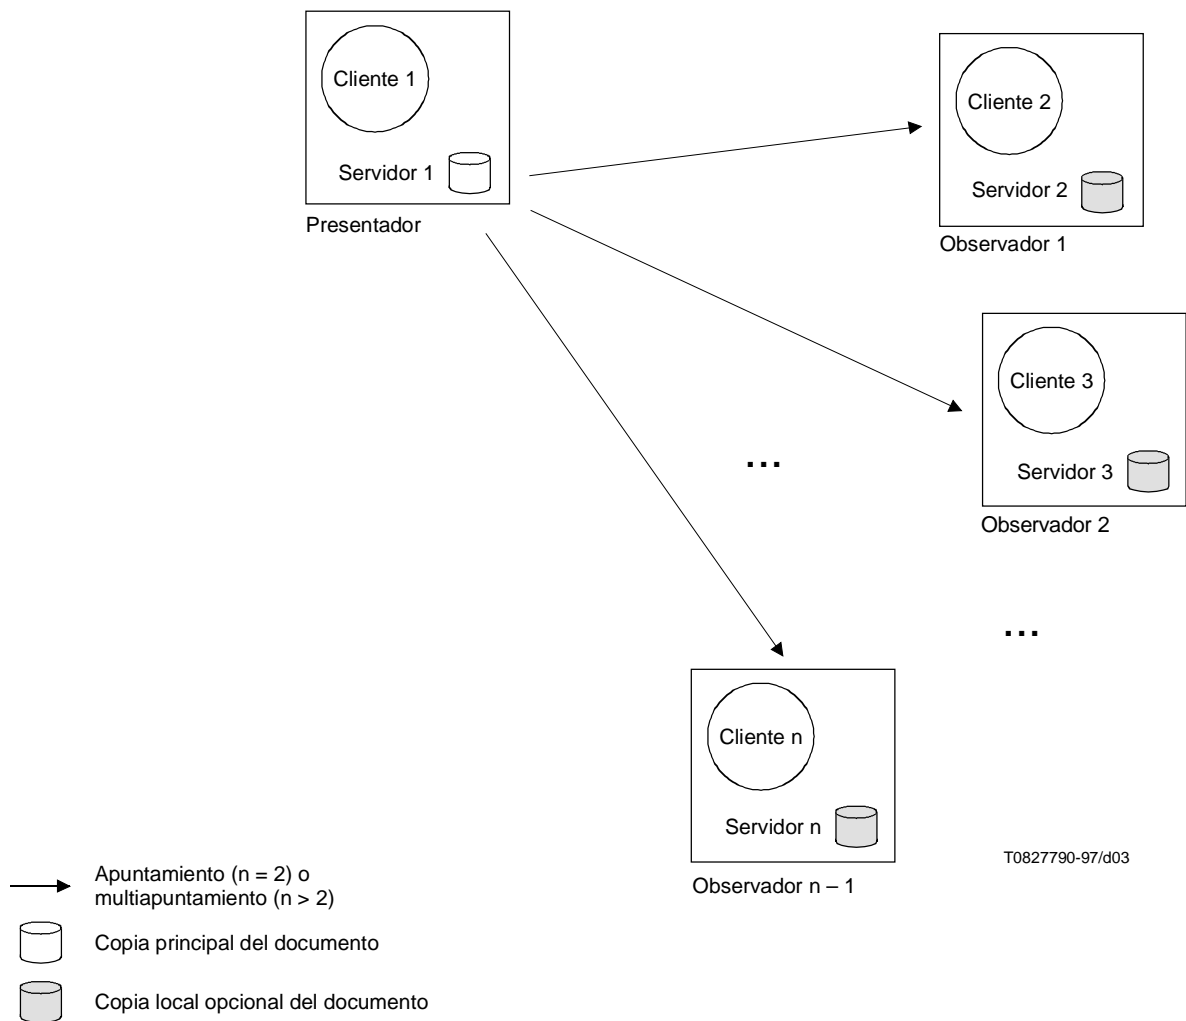 Cliente 1
Servidor 1
Presentador
Cliente 2
Servidor 2
Observador 1
Cliente 3
Servidor 3
Observador 2
...
...
Cliente n
Servidor n
Observador n – 1
T0827790-97/d03
Apuntamiento (n = 2) o
multiapuntamiento (n > 2)
Copia principal del documento
Copia local opcional del documento